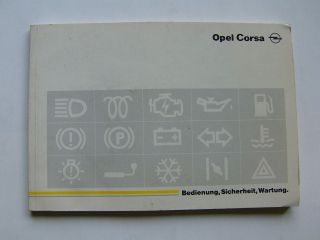 Opel Corsa
P
Bedienung, Sicherheit, Wartung.